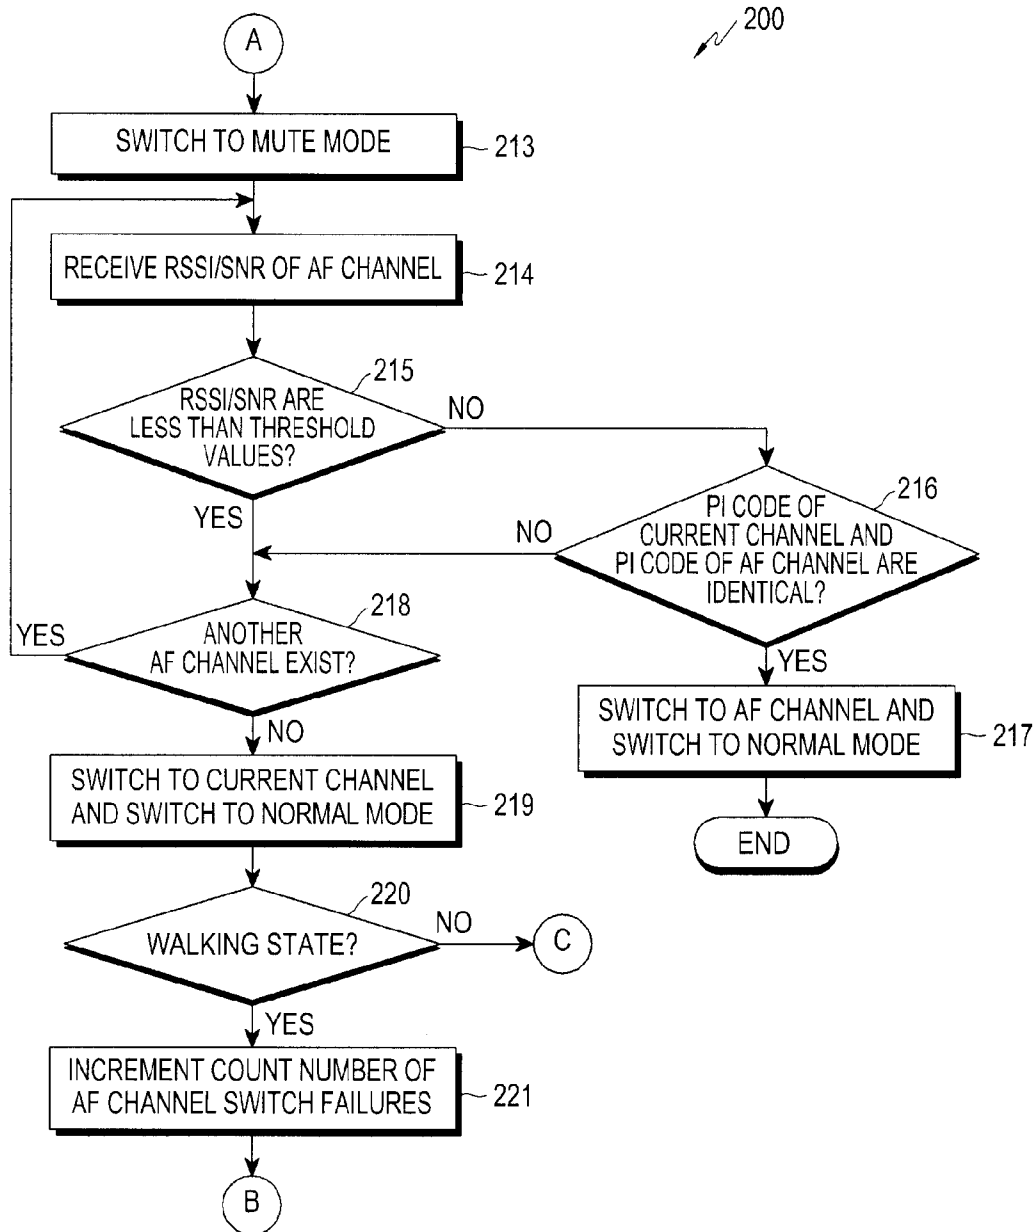 200
A
SWITCH TO MUTE MODE
213
RECEIVE RSSI/SNR OF AF CHANNEL
214
215
RSSI/SNR ARE
LESS THAN THRESHOLD
VALUES?
NO
YES
216
PI CODE OF
CURRENT CHANNEL AND
PI CODE OF AF CHANNEL ARE
IDENTICAL?
NO
YES
SWITCH TO AF CHANNEL AND
SWITCH TO NORMAL MODE
217
END
218
ANOTHER
AF CHANNEL EXIST?
YES
NO
SWITCH TO CURRENT CHANNEL
AND SWITCH TO NORMAL MODE
219
220
WALKING STATE?
NO
C
YES
INCREMENT COUNT NUMBER OF
AF CHANNEL SWITCH FAILURES
221
B